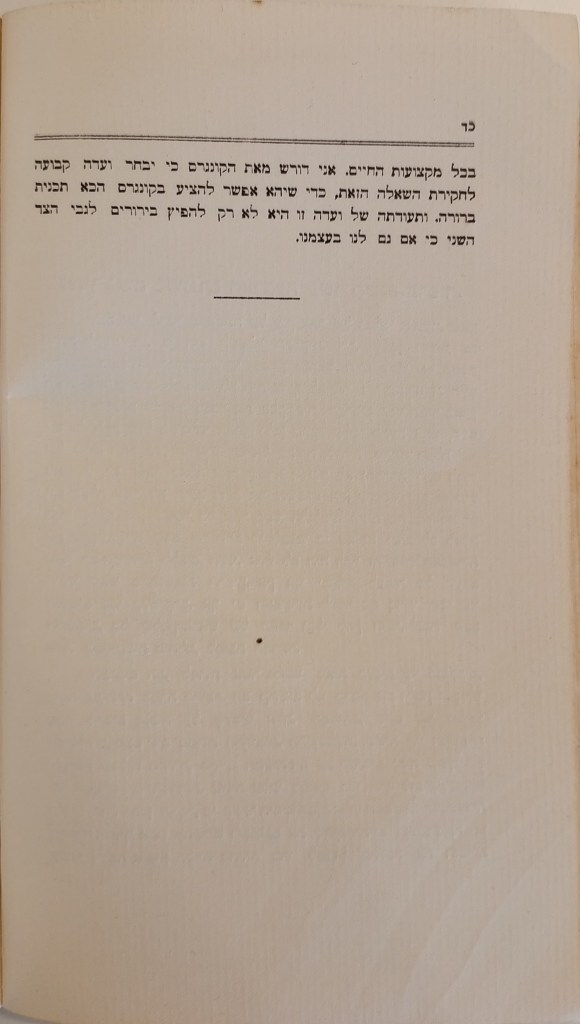 כד
בכל מקצועות החיים. אני דורש מאת הקונגרס כי יבחר ועדה קבועה
לחקירת השאלה הזאת, כדי שיהא אפשר להציע בקונגרס הבא תכנית
ברורה. ותעודתה של ועדה זו היא לא רק להפיץ בירורים לגבי הצד
השני כי אם גם לנו בעצמנו.